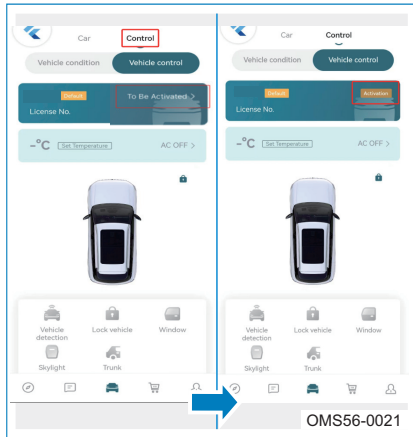 Car Control
Vehicle condition Vehicle control
Default To Be Activated >
License No.
-°C Set Temperature AC OFF >
Vehicle detection Lock vehicle Window
Skylight Trunk
Car Control
Vehicle condition Vehicle control
Default Activation
License No.
-°C Set Temperature AC OFF >
Vehicle detection Lock vehicle Window
Skylight Trunk
OMS56-0021